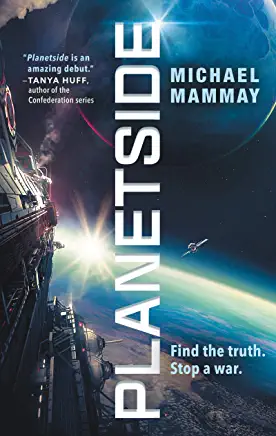 "Planetside is an
amazing debut."
—TANYA HUFF,
author of the
Confederation series
MICHAEL
MAMMAY
PLANETSIDE
Find the truth.
Stop a war.